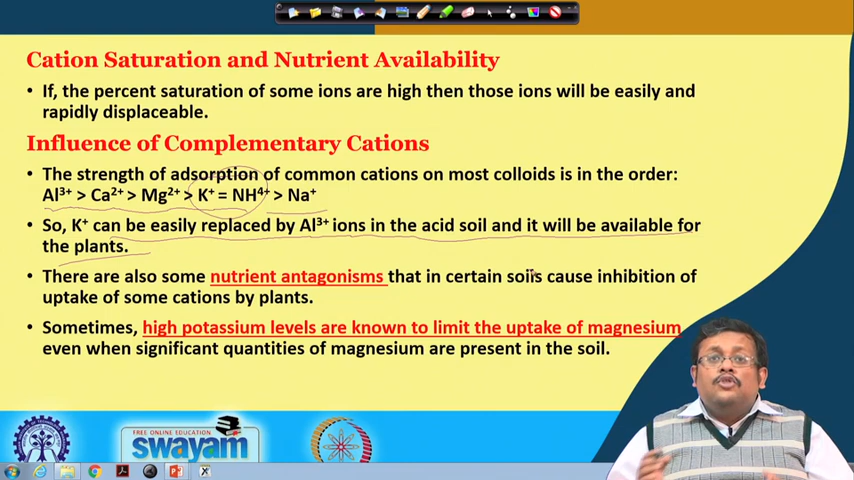 Cation Saturation and Nutrient Availability
• If, the percent saturation of some ions are high then those ions will be easily and
rapidly displaceable.
Influence of Complementary Cations
• The strength of adsorption of common cations on most colloids is in the order:
Al³⁺ > Ca²⁺ > Mg²⁺ > K⁺ = NH⁴⁺ > Na⁺
• So, K⁺ can be easily replaced by Al³⁺ ions in the acid soil and it will be available for
the plants.
• There are also some nutrient antagonisms that in certain soils cause inhibition of
uptake of some cations by plants.
• Sometimes, high potassium levels are known to limit the uptake of magnesium
even when significant quantities of magnesium are present in the soil.
FREE ONLINE EDUCATION
swayam